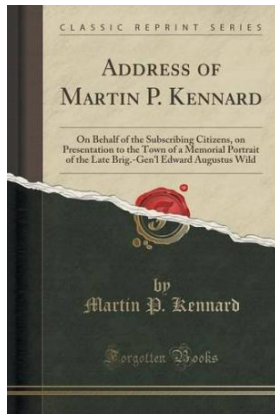 CLASSIC REPRINT SERIES
ADDRESS OF
MARTIN P. KENNARD
On Behalf of the Subscribing Citizens, on
Presentation to the Town of a Memorial Portrait
of the Late Brig.-Gen'l Edward Augustus Wild
by
Martin P. Kennard
Forgotten Books